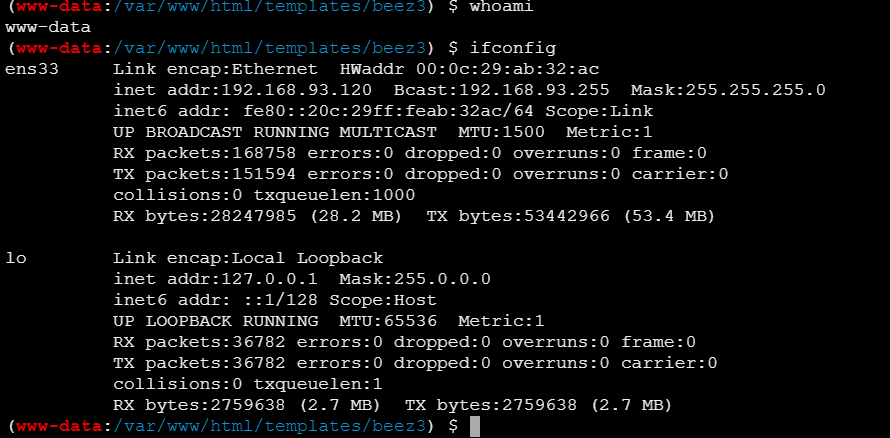 (www-data:/var/www/html/templates/beez3) $ whoami
www-data
(www-data:/var/www/html/templates/beez3) $ ifconfig
ens33     Link encap:Ethernet  HWaddr 00:0c:29:ab:32:ac
          inet addr:192.168.93.120  Bcast:192.168.93.255  Mask:255.255.255.0
          inet6 addr: fe80::20c:29ff:feab:32ac/64 Scope:Link
          UP BROADCAST RUNNING MULTICAST  MTU:1500  Metric:1
          RX packets:168758 errors:0 dropped:0 overruns:0 frame:0
          TX packets:151594 errors:0 dropped:0 overruns:0 carrier:0
          collisions:0 txqueuelen:1000
          RX bytes:28247985 (28.2 MB)  TX bytes:53442966 (53.4 MB)

lo        Link encap:Local Loopback
          inet addr:127.0.0.1  Mask:255.0.0.0
          inet6 addr: ::1/128 Scope:Host
          UP LOOPBACK RUNNING  MTU:65536  Metric:1
          RX packets:36782 errors:0 dropped:0 overruns:0 frame:0
          TX packets:36782 errors:0 dropped:0 overruns:0 carrier:0
          collisions:0 txqueuelen:1
          RX bytes:2759638 (2.7 MB)  TX bytes:2759638 (2.7 MB)
(www-data:/var/www/html/templates/beez3) $